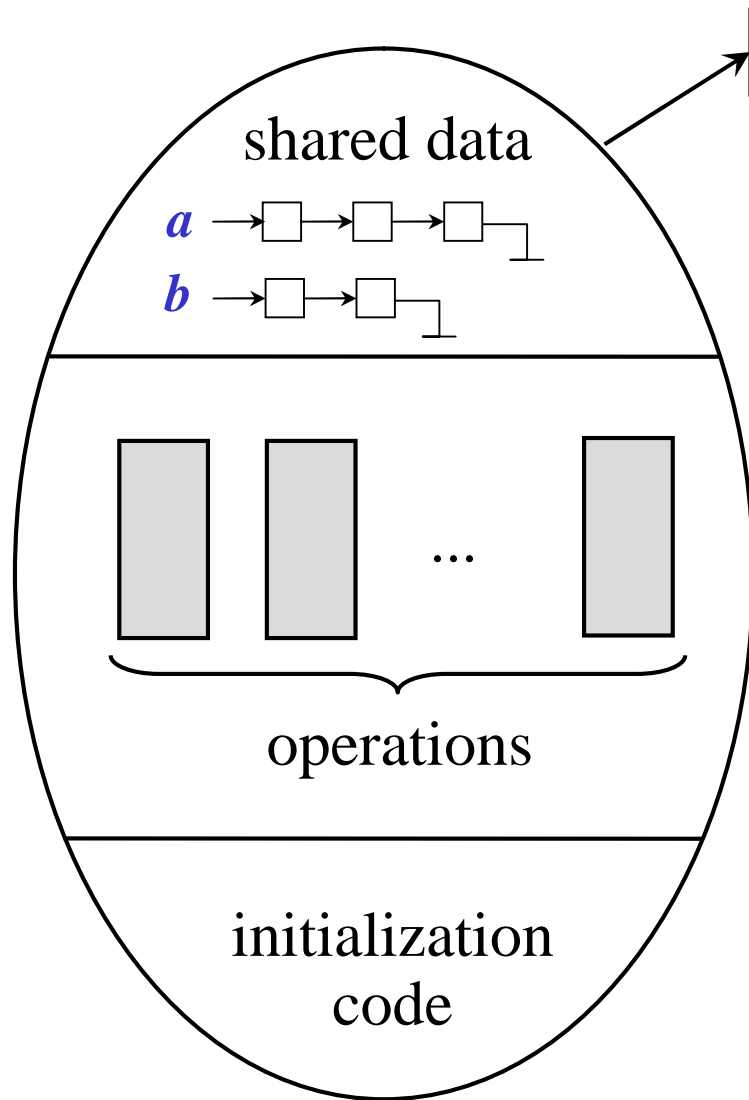 shared data
a
b
...
operations
initialization
code